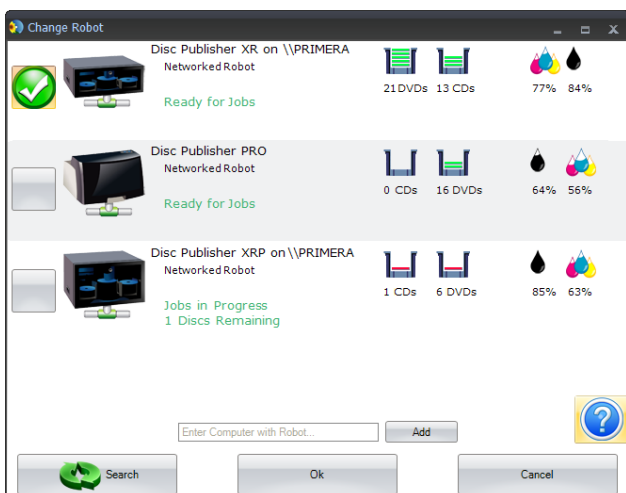 Change Robot
Disc Publisher XR on \\PRIMERA
Networked Robot
Ready for Jobs
21DVDs 13 CDs 77% 84%
Disc Publisher PRO
Networked Robot
Ready for Jobs
0 CDs 16 DVDs 64% 56%
Disc Publisher XRP on \\PRIMERA
Networked Robot
Jobs in Progress
1 Discs Remaining
1 CDs 6 DVDs 85% 63%
Enter Computer with Robot... Add
Search Ok Cancel